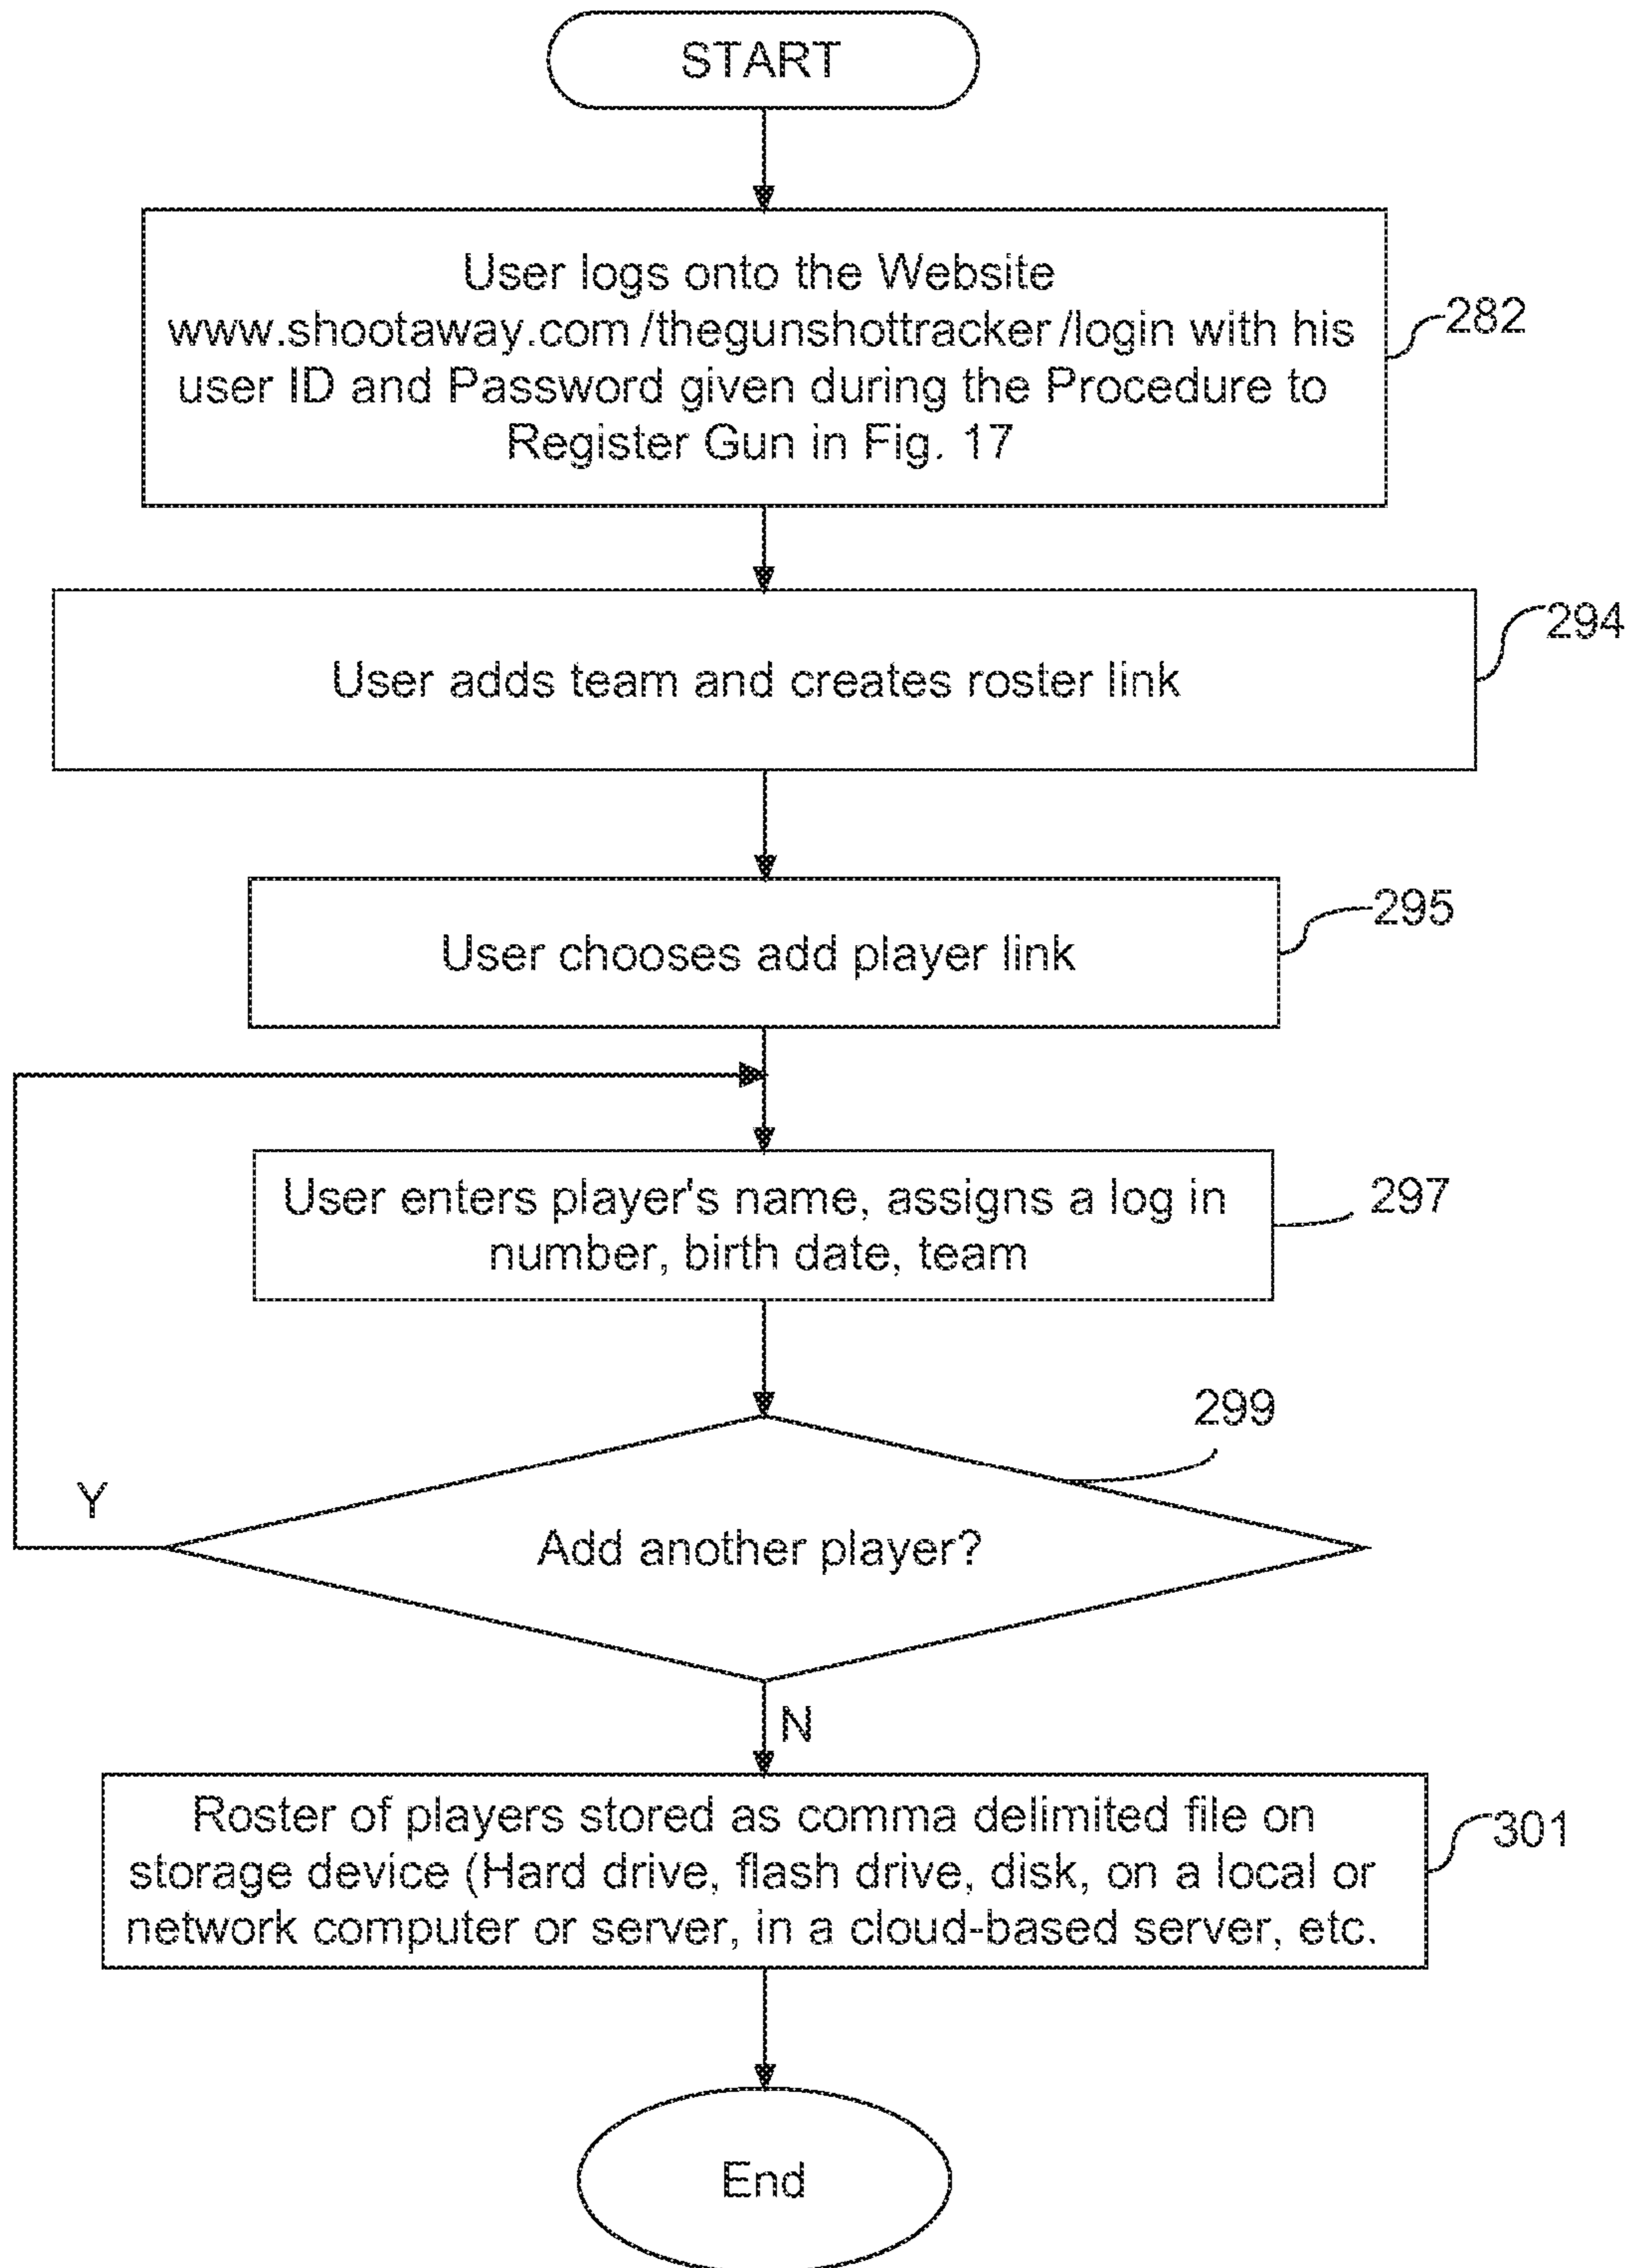 START
User logs onto the Website
www.shootaway.com/thegunshottracker/login with his
user ID and Password given during the Procedure to
Register Gun in Fig. 17
282
User adds team and creates roster link
294
User chooses add player link
295
User enters player's name, assigns a log in
number, birth date, team
297
299
Add another player?
Y
N
Roster of players stored as comma delimited file on
storage device (Hard drive, flash drive, disk, on a local or
network computer or server, in a cloud-based server, etc.
301
End